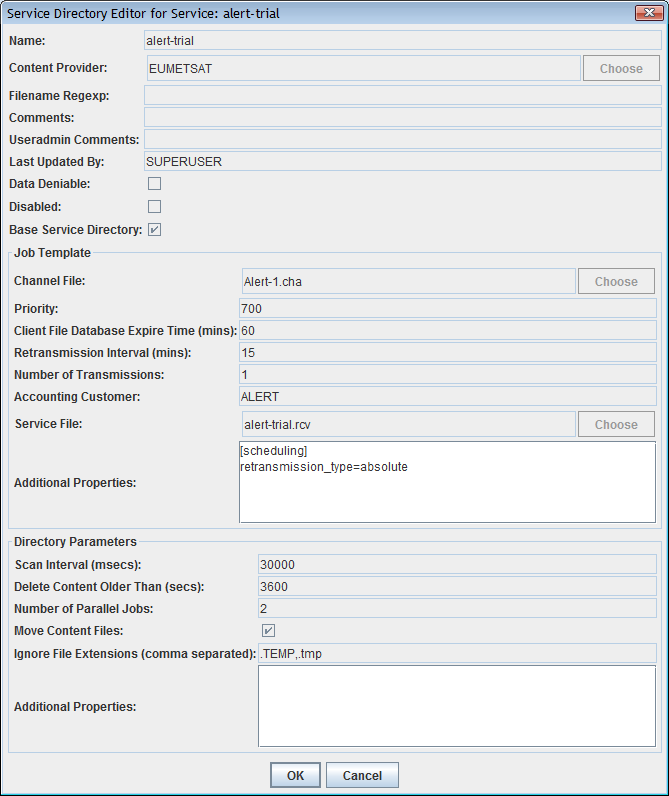 Service Directory Editor for Service: alert-trial
Name: alert-trial
Content Provider: EUMETSAT Choose
Filename Regexp:
Comments:
Useradmin Comments:
Last Updated By: SUPERUSER
Data Deniable:
Disabled:
Base Service Directory:
Job Template
Channel File: Alert-1.cha Choose
Priority: 700
Client File Database Expire Time (mins): 60
Retransmission Interval (mins): 15
Number of Transmissions: 1
Accounting Customer: ALERT
Service File: alert-trial.rcv Choose
[scheduling]
retransmission_type=absolute
Additional Properties:
Directory Parameters
Scan Interval (msecs): 30000
Delete Content Older Than (secs): 3600
Number of Parallel Jobs: 2
Move Content Files:
Ignore File Extensions (comma separated): .TEMP,.tmp
Additional Properties:
OK Cancel